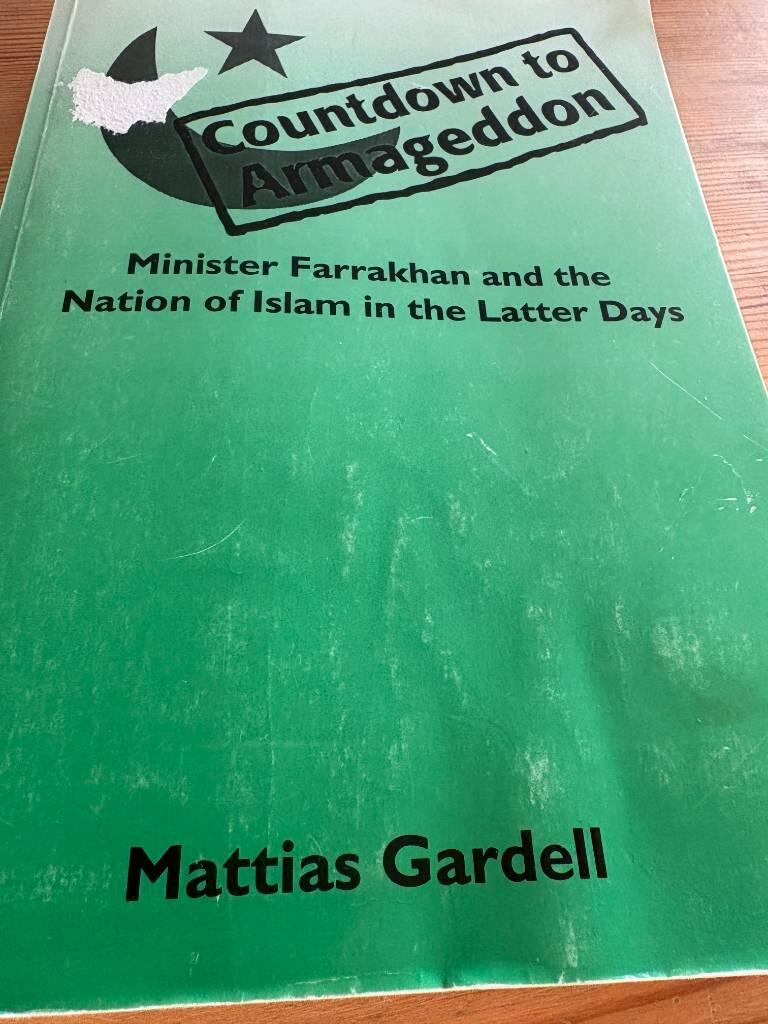 Countdown to
Armageddon
Minister Farrakhan and the
Nation of Islam in the Latter Days
Mattias Gardell